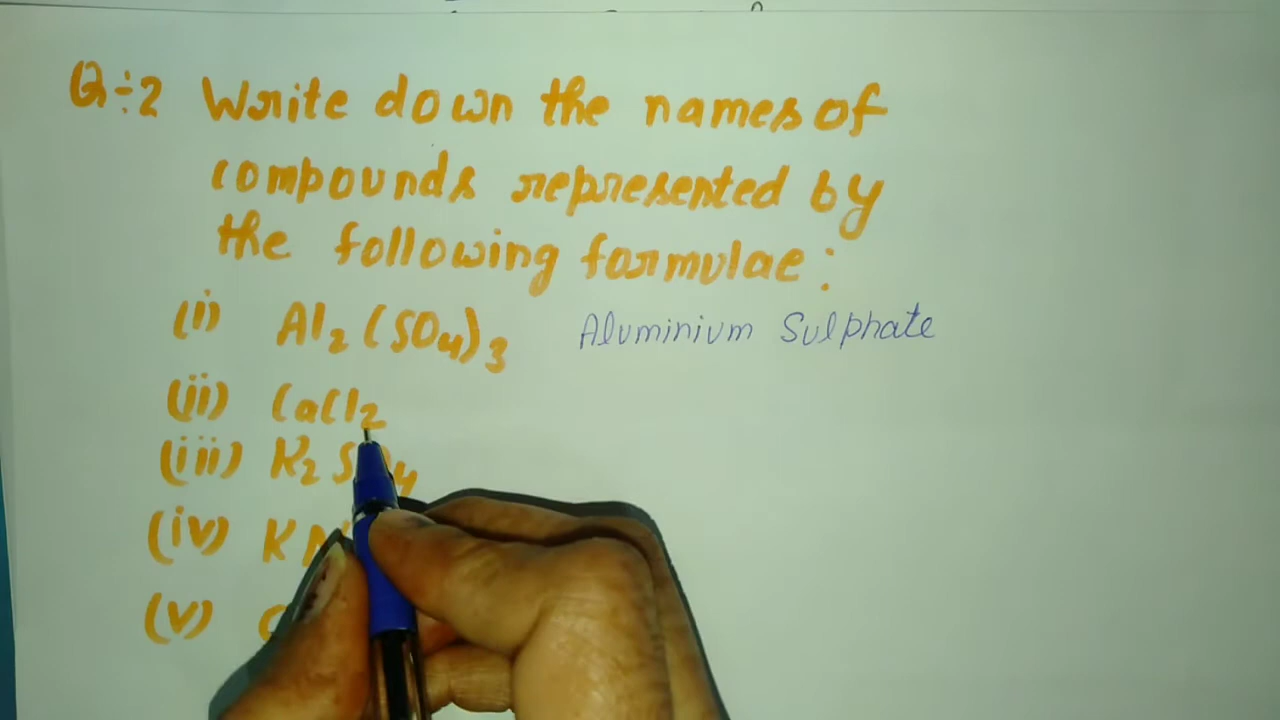 Q÷2 Write down the names of
compounds represented by
the following formulae:
(i) Al₂(SO₄)₃ Aluminium Sulphate
(ii) CaCl₂
(iii) K₂SO₄
(iv) K
(v)